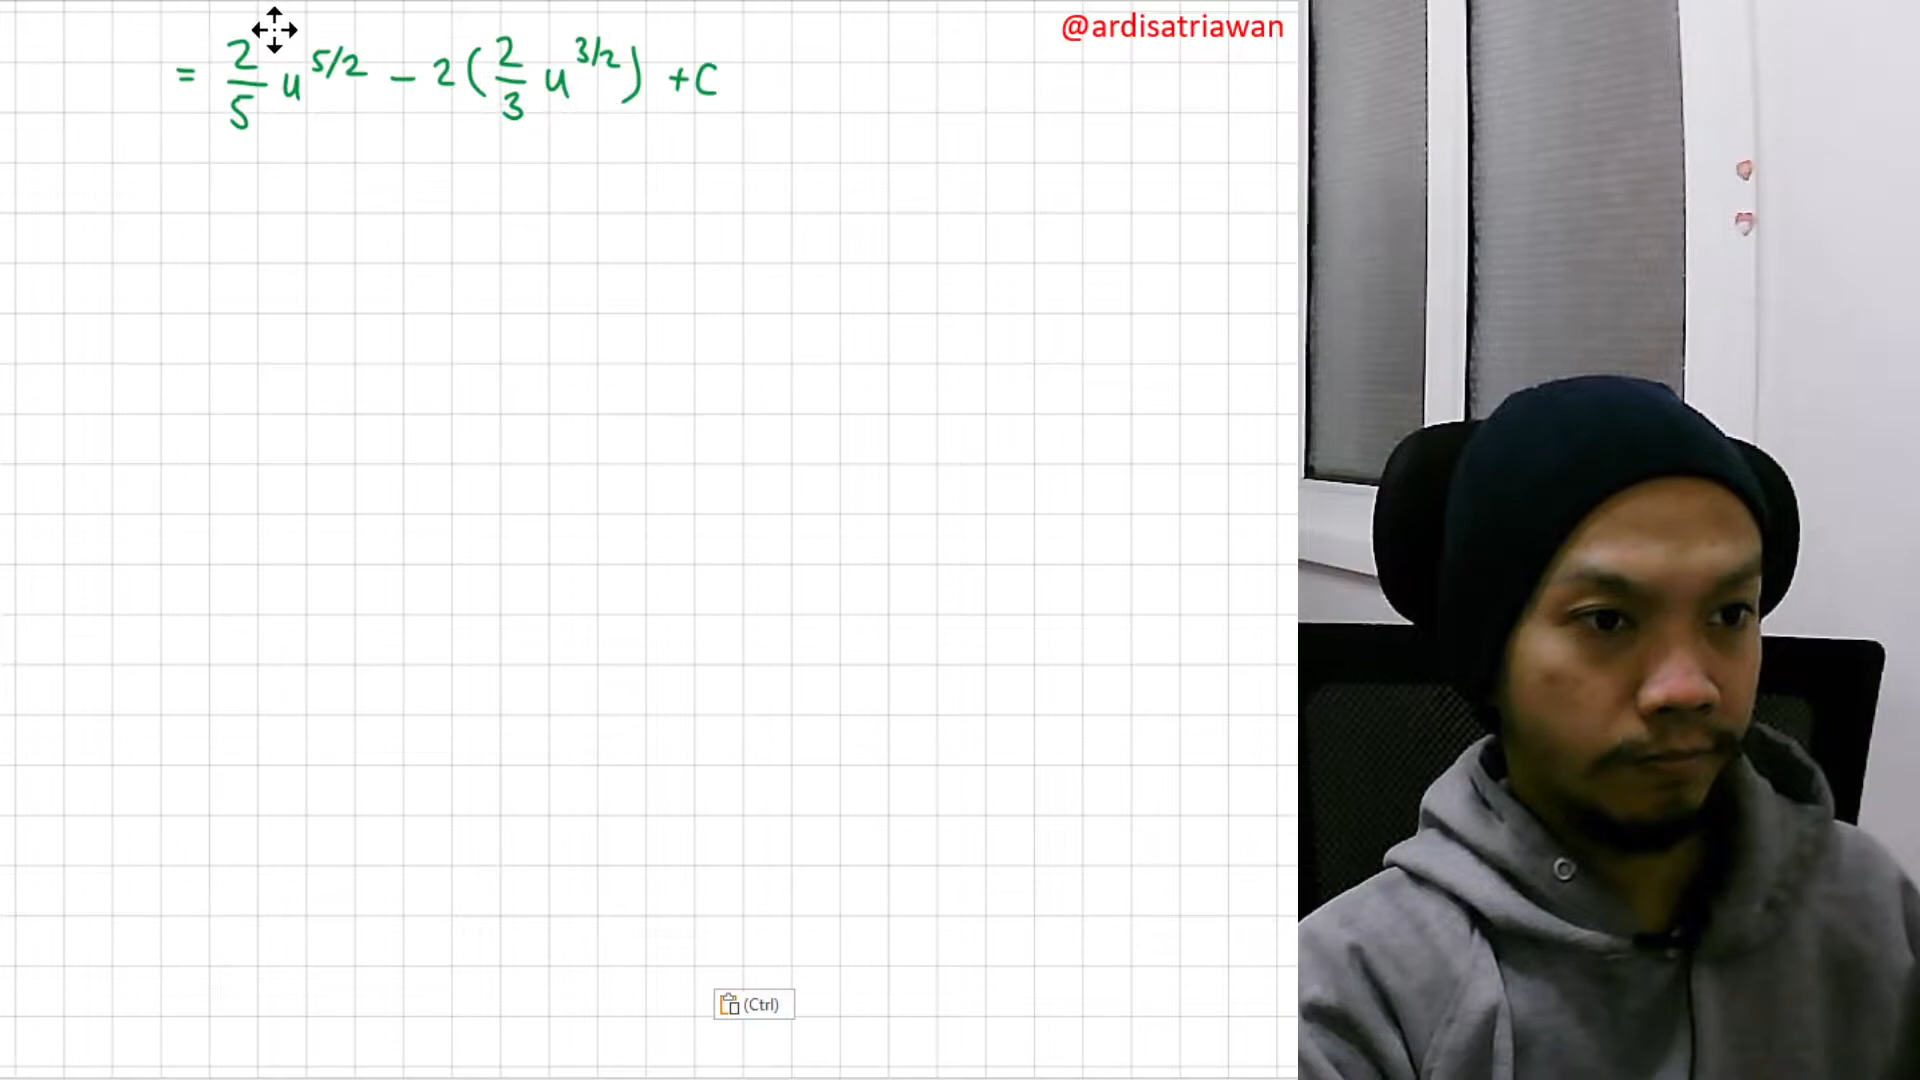 @ardisatriawan
= 2/5 u^5/2 - 2(2/3 u^3/2) + C
(Ctrl)